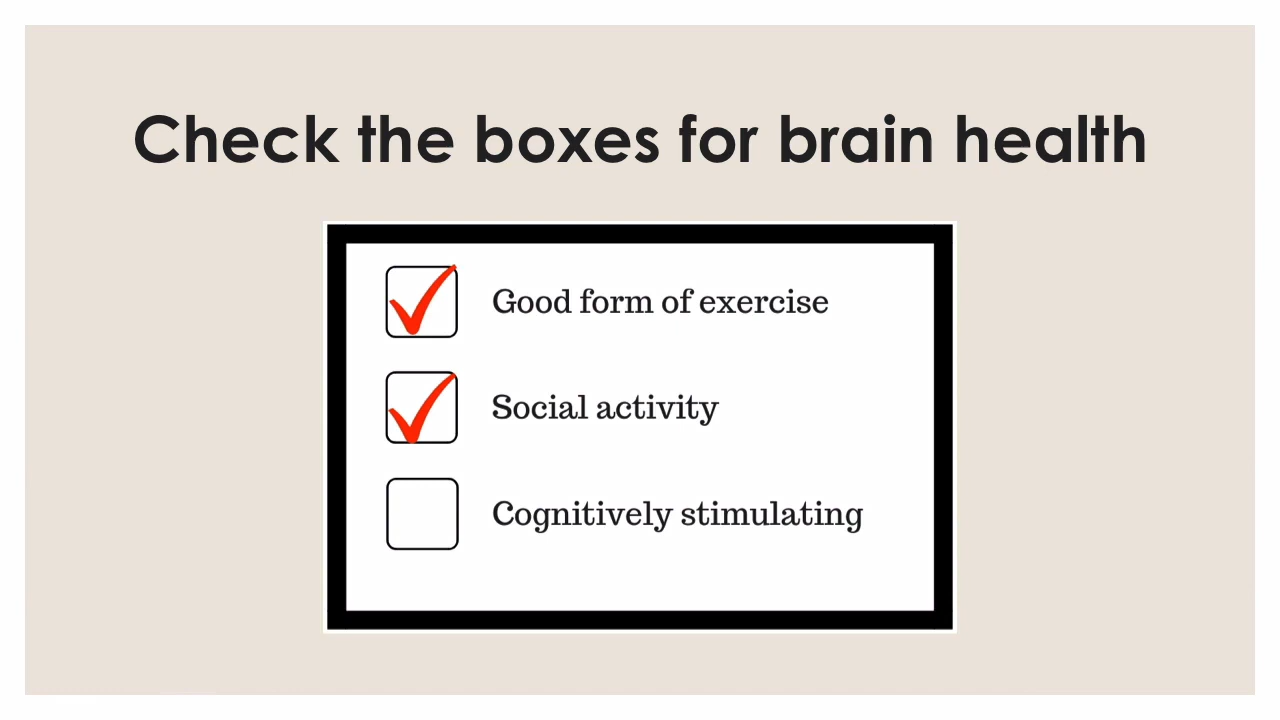 Check the boxes for brain health
Good form of exercise
Social activity
Cognitively stimulating